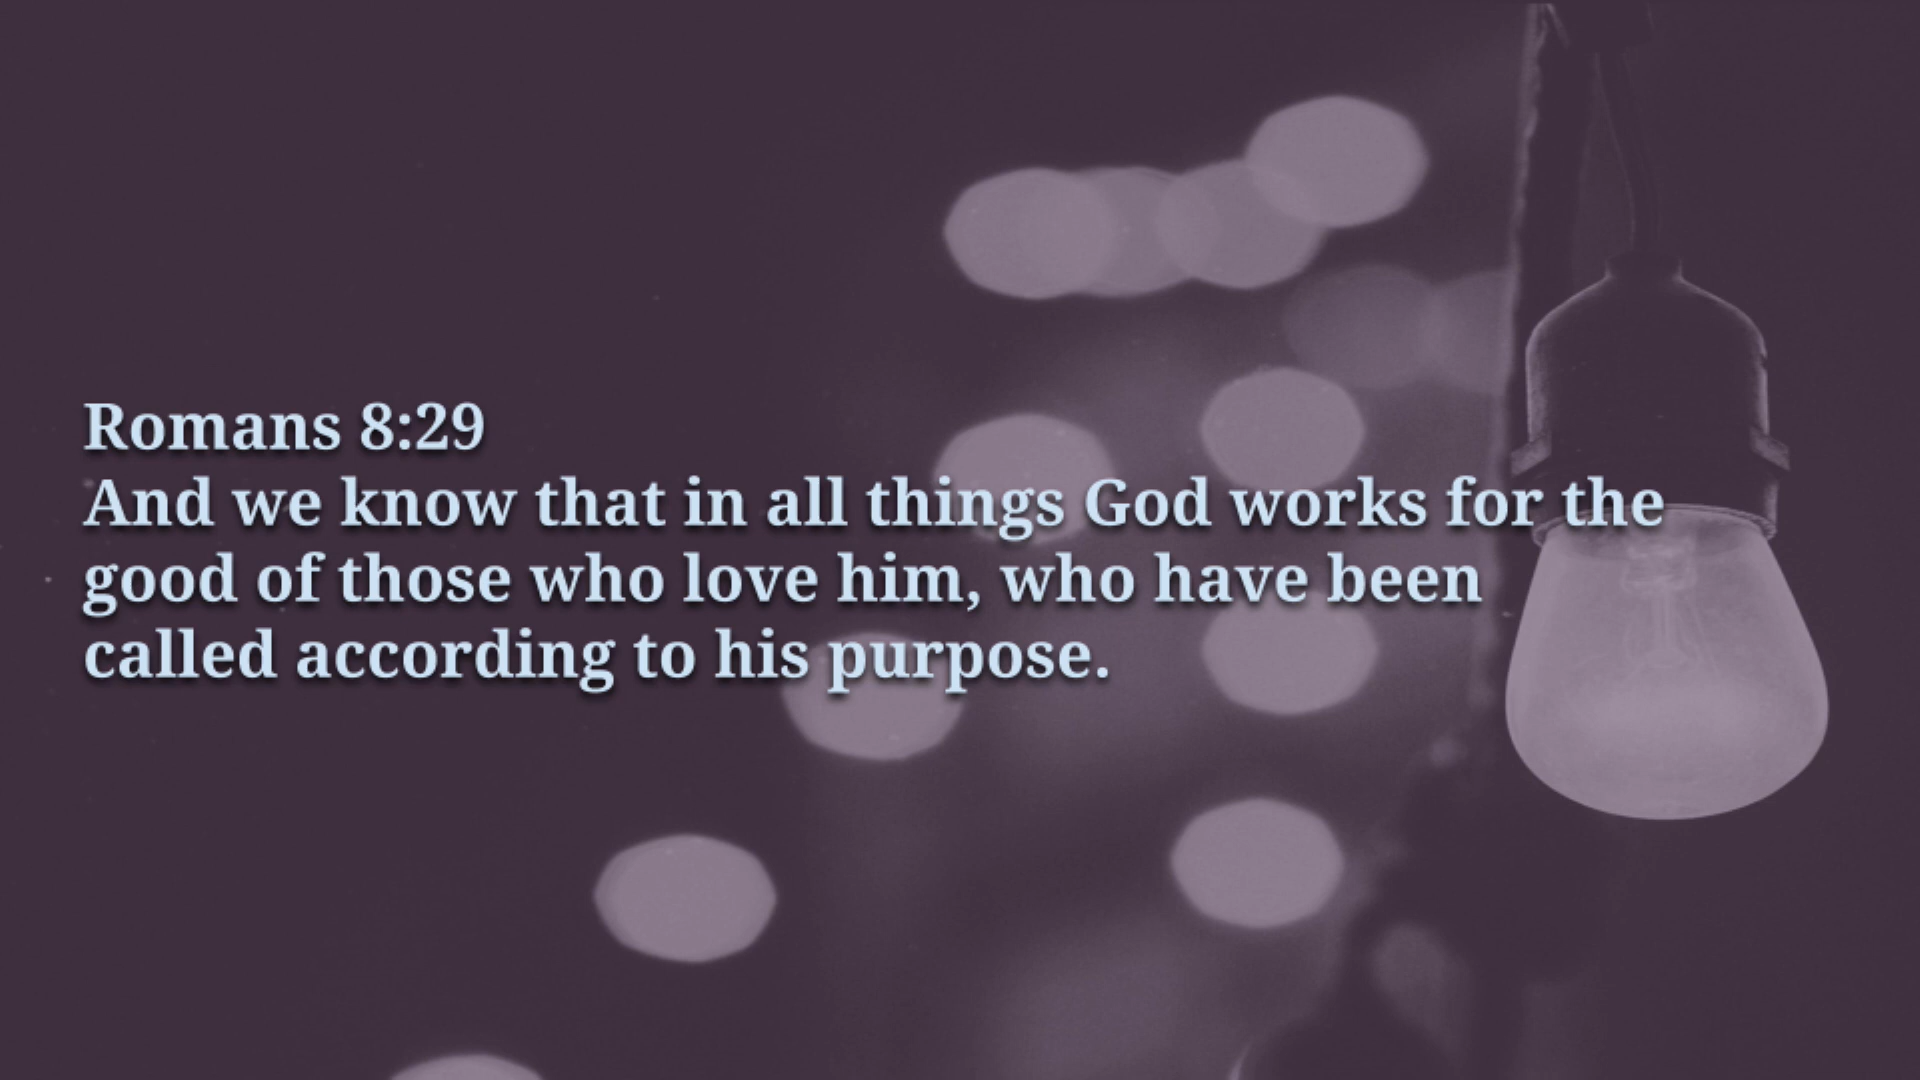 Romans 8:29
And we know that in all things God works for the
good of those who love him, who have been
called according to his purpose.